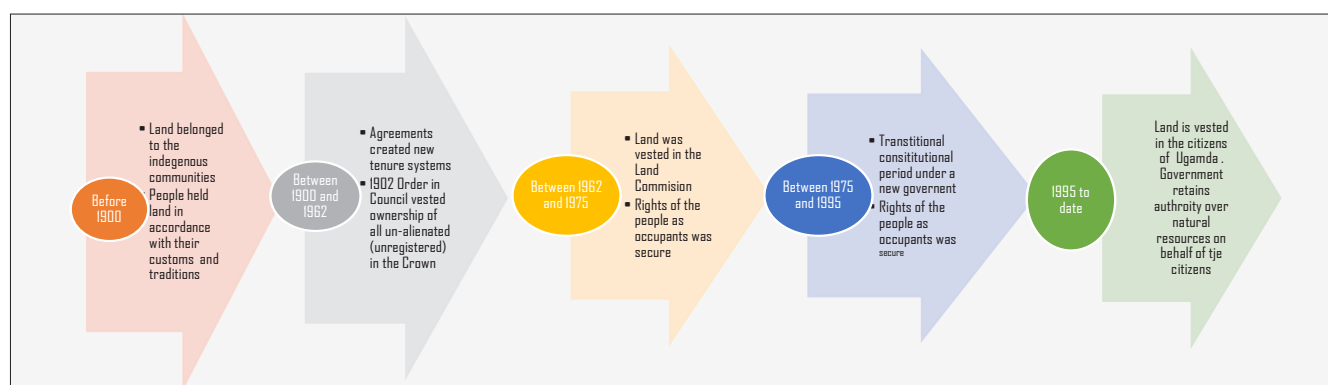 Before
1900
▪ Land belonged
to the
indegenous
communities
▪ People held
land in
accordance
with their
customs and
traditions
Between
1900 and
1962
▪ Agreements
created new
tenure systems
▪ 1902 Order in
Council vested
ownership of
all un-alienated
(unregistered)
in the Crown
Between 1962
and 1975
▪ Land was
vested in the
Land
Commision
▪ Rights of the
people as
occupants was
secure
Between 1975
and 1995
▪ Transtitional
consititutional
period under a
new governent
▪ Rights of the
people as
occupants was
secure
1995 to
date
Land is vested
in the citizens
of Uganda .
Government
retains
authroity over
natural
resources on
behalf of tje
citizens